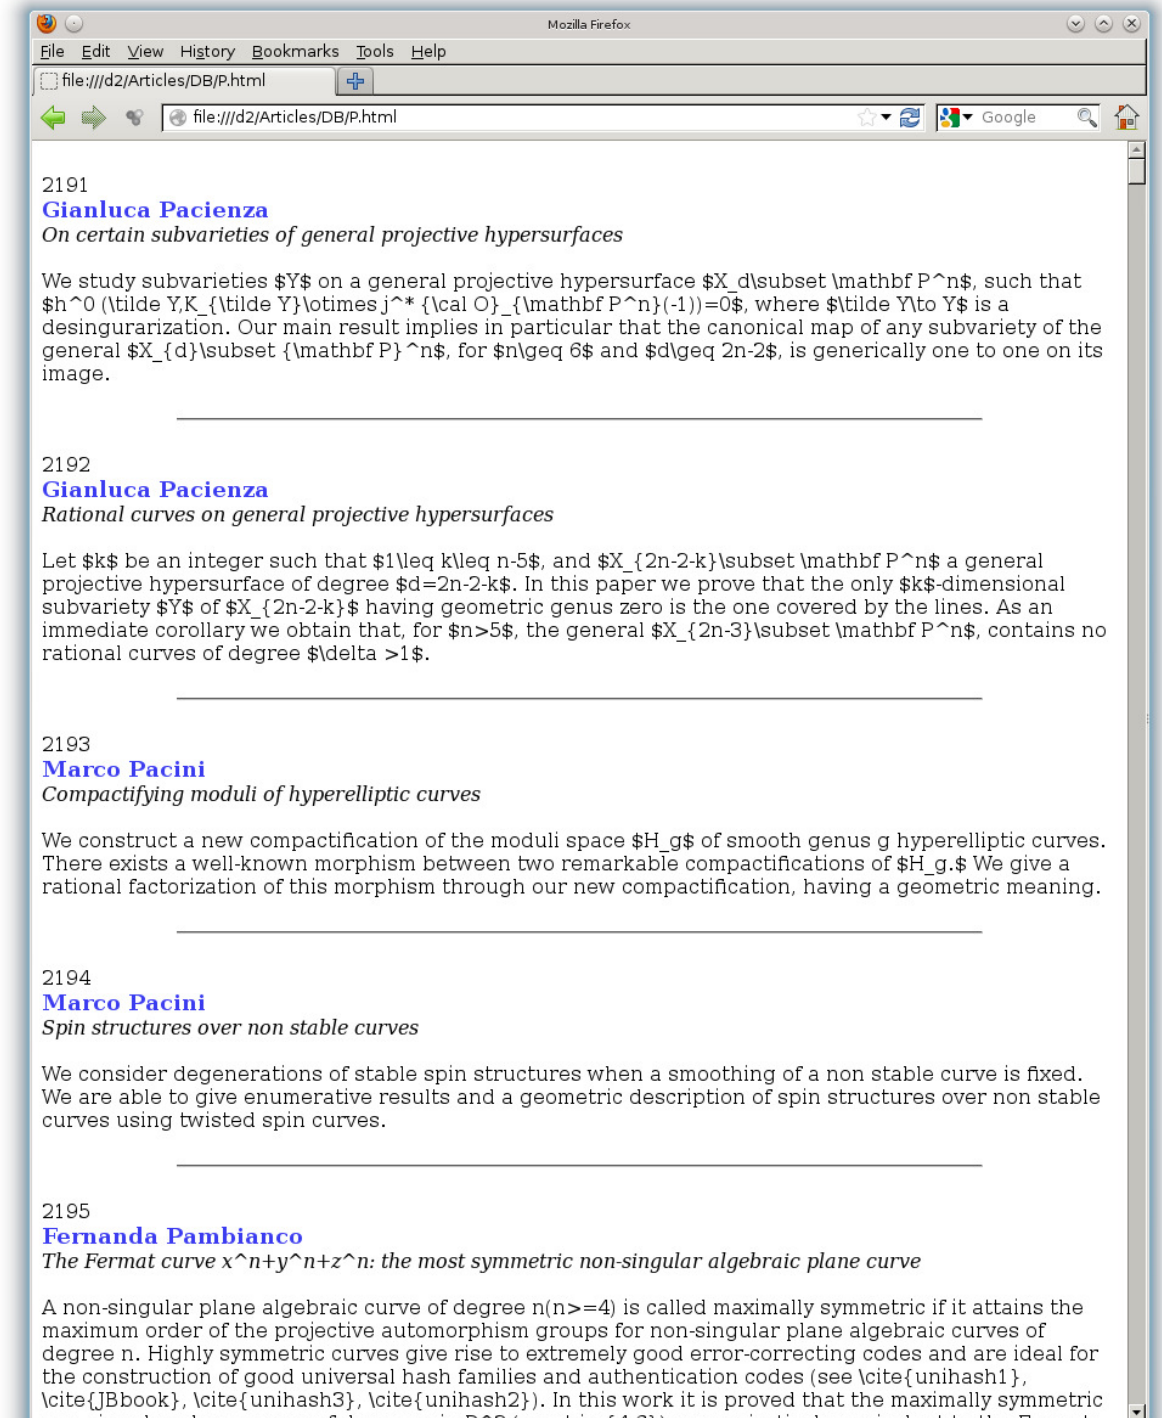 Mozilla Firefox
File Edit View History Bookmarks Tools Help
file:///d2/Articles/DB/P.html
file:///d2/Articles/DB/P.html
Google
2191
Gianluca Pacienza
On certain subvarieties of general projective hypersurfaces
We study subvarieties $Y$ on a general projective hypersurface $X_d\subset \mathbf P^n$, such that
$h^0 (\tilde Y,K_{\tilde Y}\otimes j^* {\cal O}_{\mathbf P^n}(-1))=0$, where $\tilde Y\to Y$ is a
desingurarization. Our main result implies in particular that the canonical map of any subvariety of the
general $X_{d}\subset {\mathbf P}^n$, for $n\geq 6$ and $d\geq 2n-2$, is generically one to one on its
image.
2192
Gianluca Pacienza
Rational curves on general projective hypersurfaces
Let $k$ be an integer such that $1\leq k\leq n-5$, and $X_{2n-2-k}\subset \mathbf P^n$ a general
projective hypersurface of degree $d=2n-2-k$. In this paper we prove that the only $k$-dimensional
subvariety $Y$ of $X_{2n-2-k}$ having geometric genus zero is the one covered by the lines. As an
immediate corollary we obtain that, for $n>5$, the general $X_{2n-3}\subset \mathbf P^n$, contains no
rational curves of degree $\delta >1$.
2193
Marco Pacini
Compactifying moduli of hyperelliptic curves
We construct a new compactification of the moduli space $H_g$ of smooth genus g hyperelliptic curves.
There exists a well-known morphism between two remarkable compactifications of $H_g.$ We give a
rational factorization of this morphism through our new compactification, having a geometric meaning.
2194
Marco Pacini
Spin structures over non stable curves
We consider degenerations of stable spin structures when a smoothing of a non stable curve is fixed.
We are able to give enumerative results and a geometric description of spin structures over non stable
curves using twisted spin curves.
2195
Fernanda Pambianco
The Fermat curve x^n+y^n+z^n: the most symmetric non-singular algebraic plane curve
A non-singular plane algebraic curve of degree n(n>=4) is called maximally symmetric if it attains the
maximum order of the projective automorphism groups for non-singular plane algebraic curves of
degree n. Highly symmetric curves give rise to extremely good error-correcting codes and are ideal for
the construction of good universal hash families and authentication codes (see \cite{unihash1},
\cite{JBbook}, \cite{unihash3}, \cite{unihash2}). In this work it is proved that the maximally symmetric